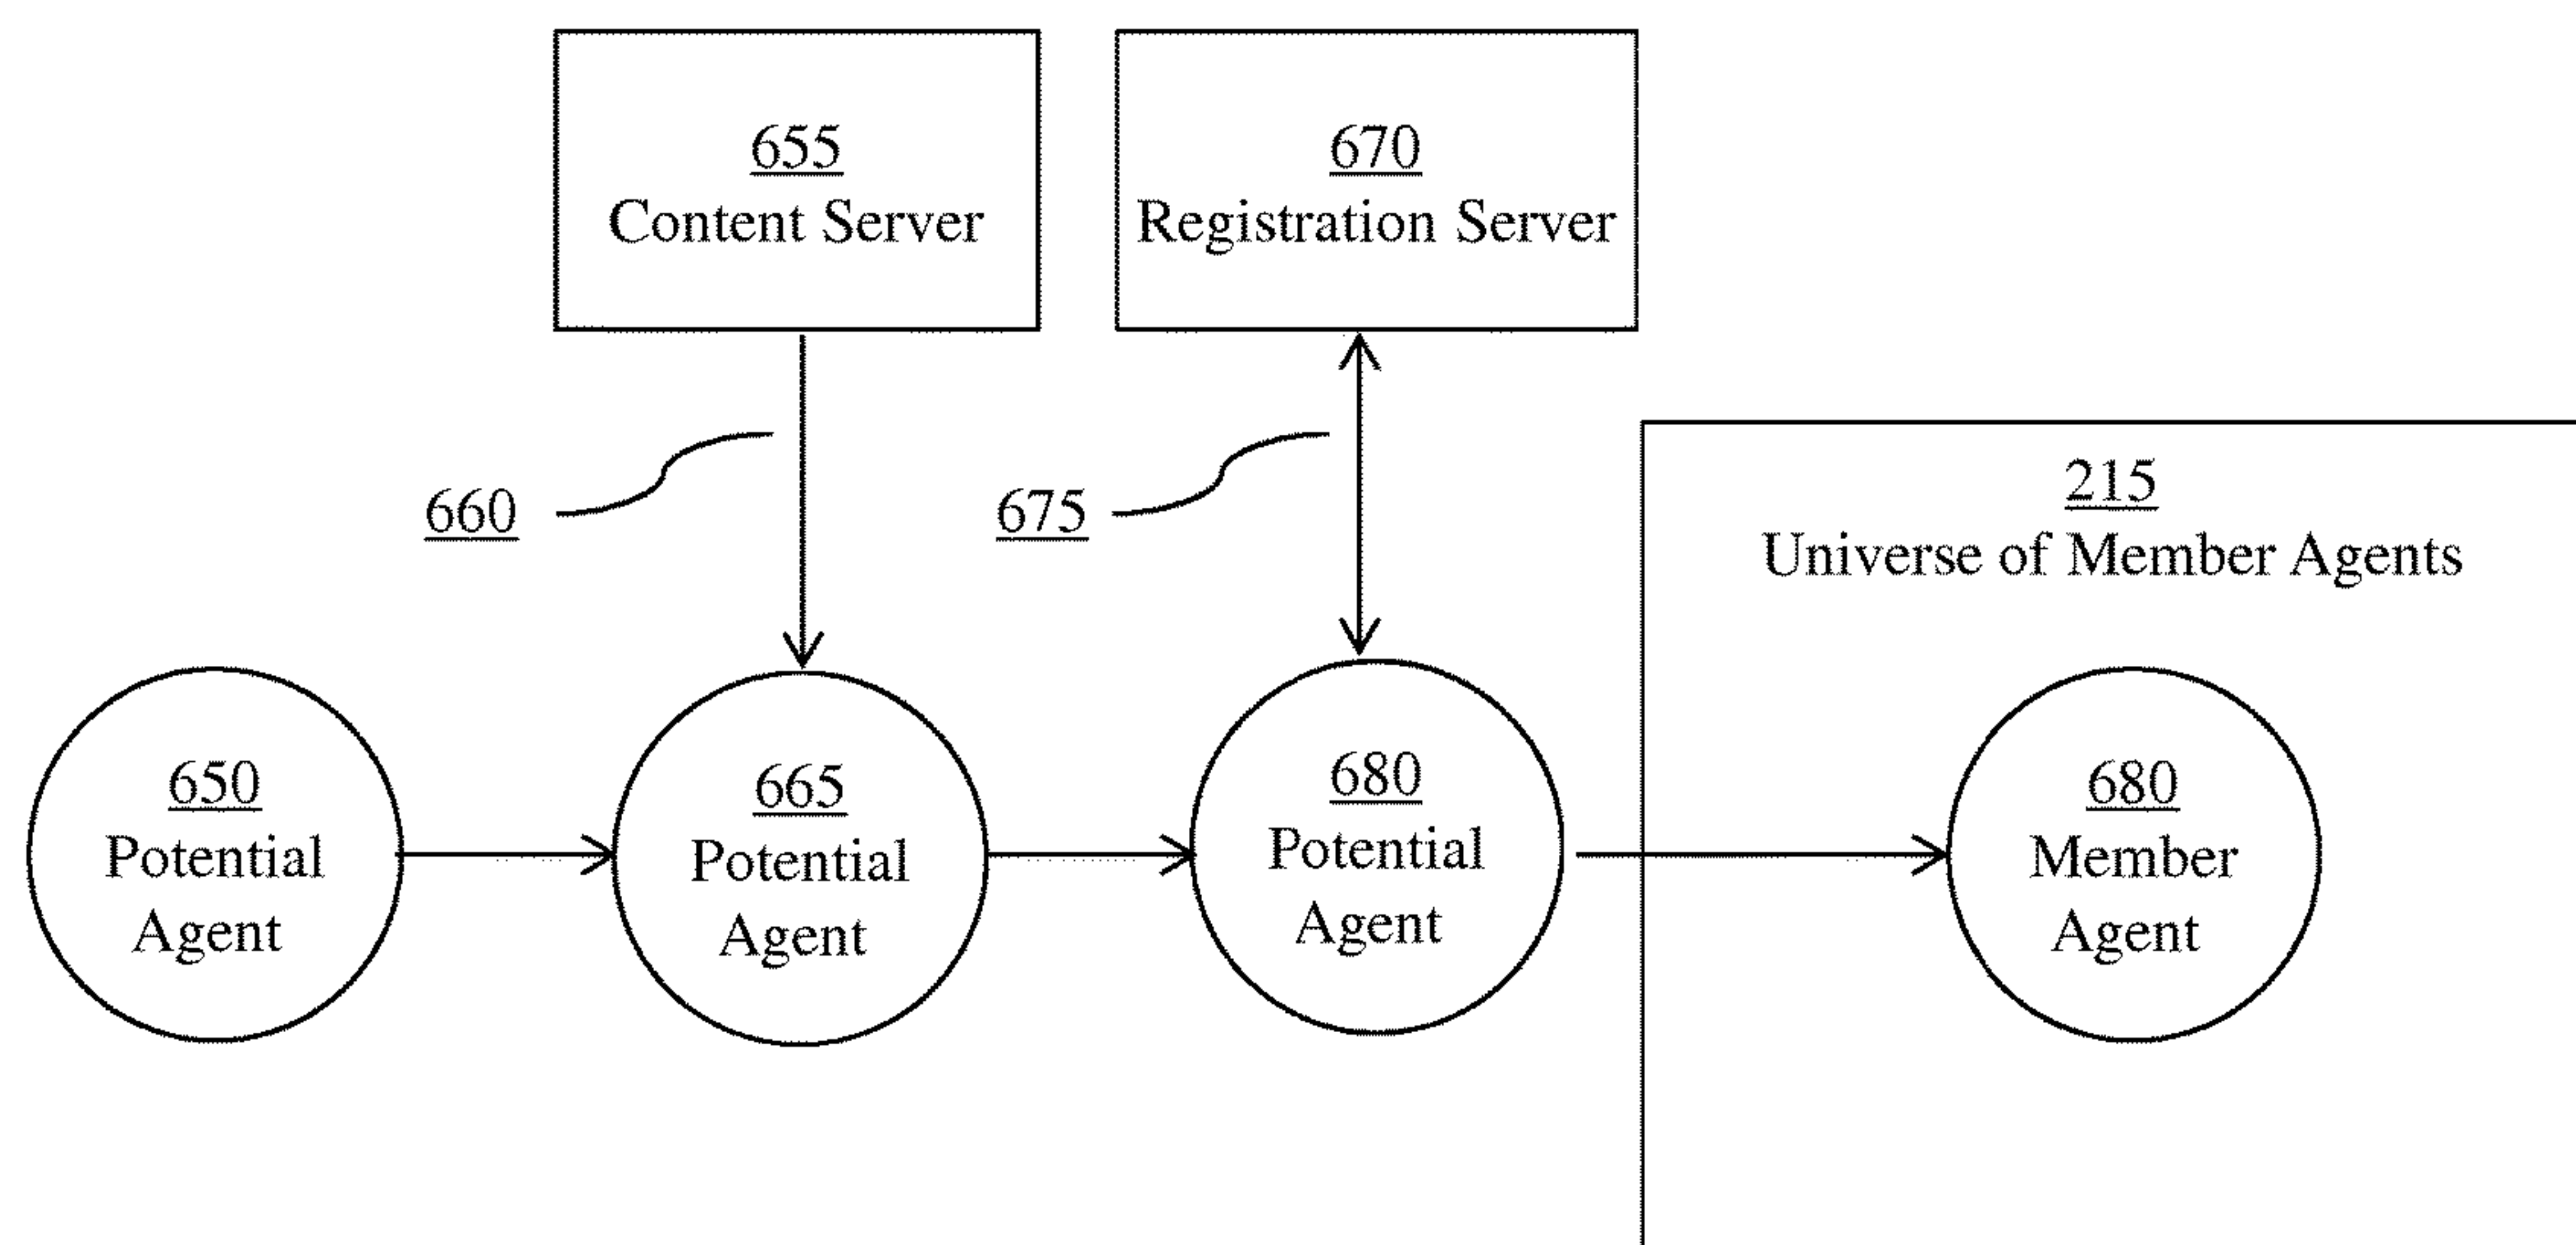 655
Content Server
670
Registration Server
660
675
215
Universe of Member Agents
650
Potential
Agent
665
Potential
Agent
680
Potential
Agent
680
Member
Agent